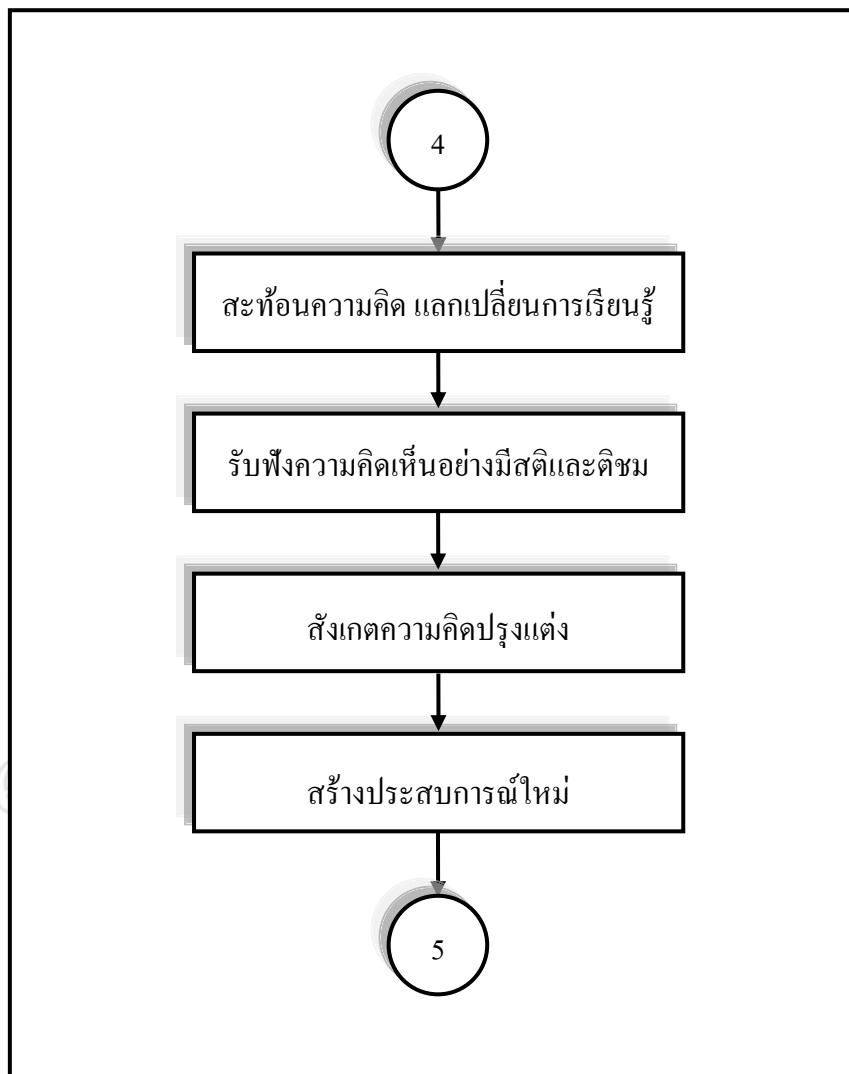 4
สะท้อนความคิด แลกเปลี่ยนการเรียนรู้
รับฟังความคิดเห็นอย่างมีสติและติชม
สังเกตความคิดปรุงแต่ง
สร้างประสบการณ์ใหม่
5